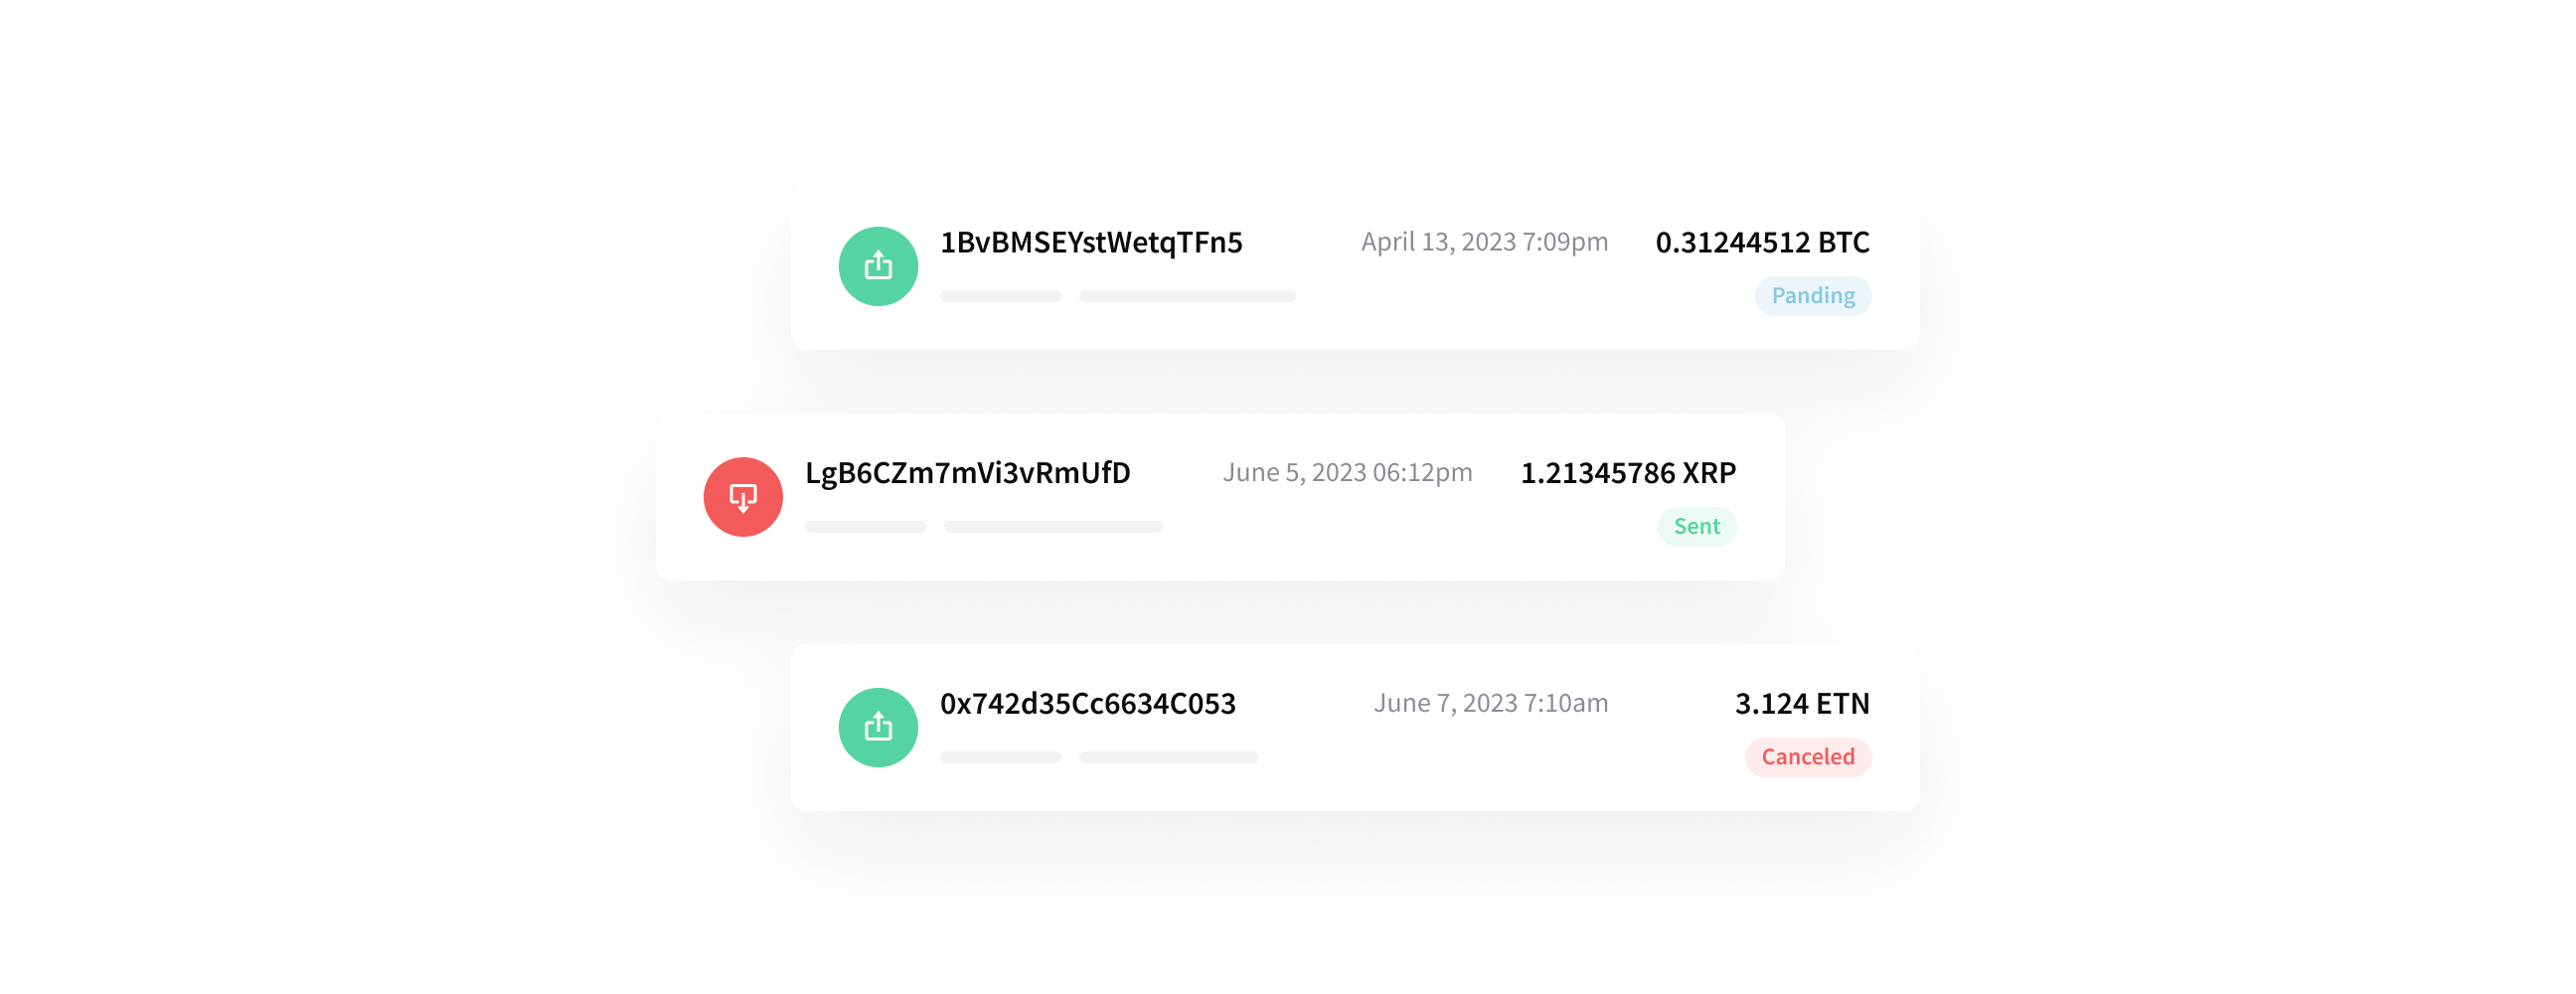 1BvBMSEYstWetqTFn5 April 13, 2023 7:09pm 0.31244512 BTC
Panding
LgB6CZm7mVi3vRmUfD June 5, 2023 06:12pm 1.21345786 XRP
Sent
0x742d35Cc6634C053 June 7, 2023 7:10am 3.124 ETN
Canceled